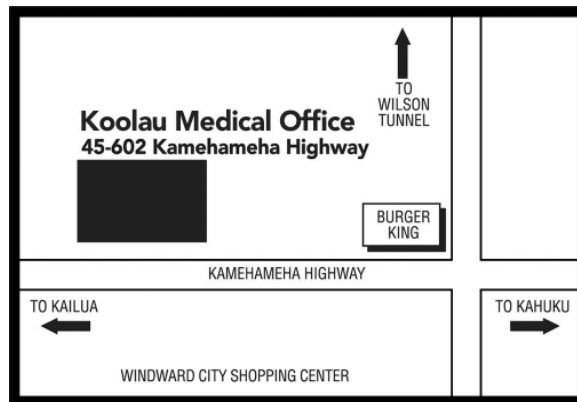 TO
WILSON
TUNNEL
Koolau Medical Office
45-602 Kamehameha Highway
BURGER
KING
KAMEHAMEHA HIGHWAY
TO KAILUA
TO KAHUKU
WINDWARD CITY SHOPPING CENTER